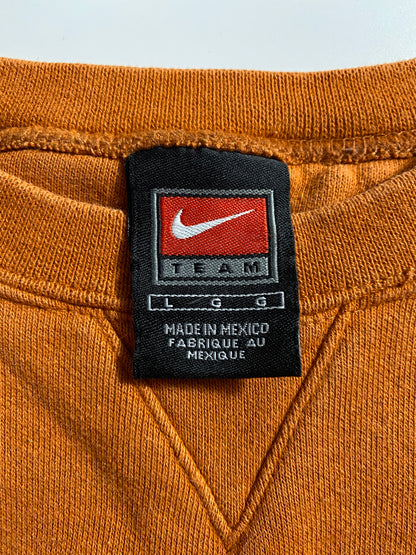 TEAM
L G G
MADE IN MEXICO
FABRIQUE AU
MEXIQUE